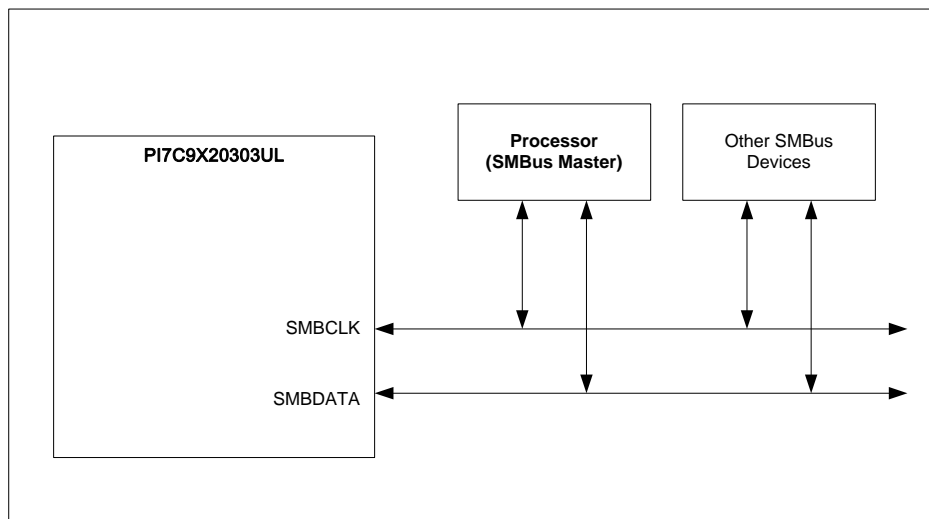 PI7C9X20303UL
Processor
(SMBus Master)
Other SMBus
Devices
SMBCLK
SMBDATA